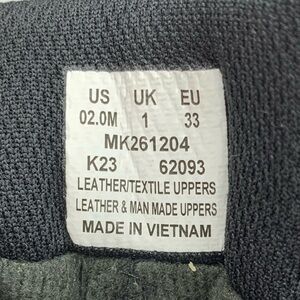 US UK EU
02.0M 1 33
MK261204
K23 62093
LEATHER/TEXTILE UPPERS
LEATHER & MAN MADE UPPERS
MADE IN VIETNAM